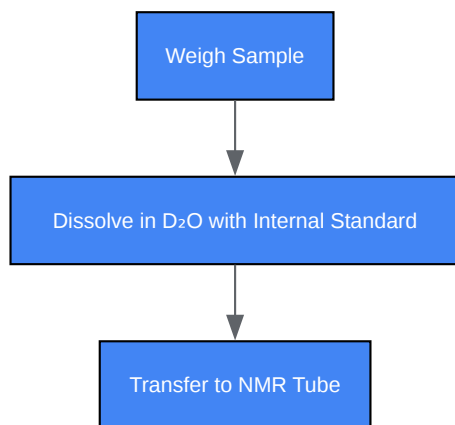 Weigh Sample
Dissolve in D₂O with Internal Standard
Transfer to NMR Tube